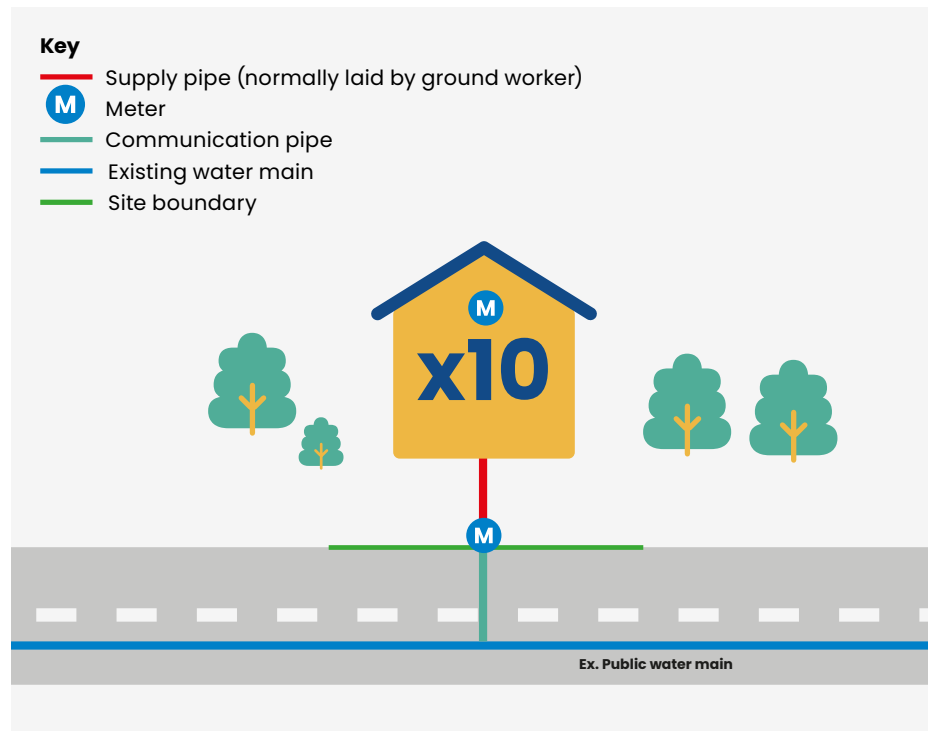 Key
Supply pipe (normally laid by ground worker)
M
Meter
Communication pipe
Existing water main
Site boundary
M
x10
M
Ex. Public water main